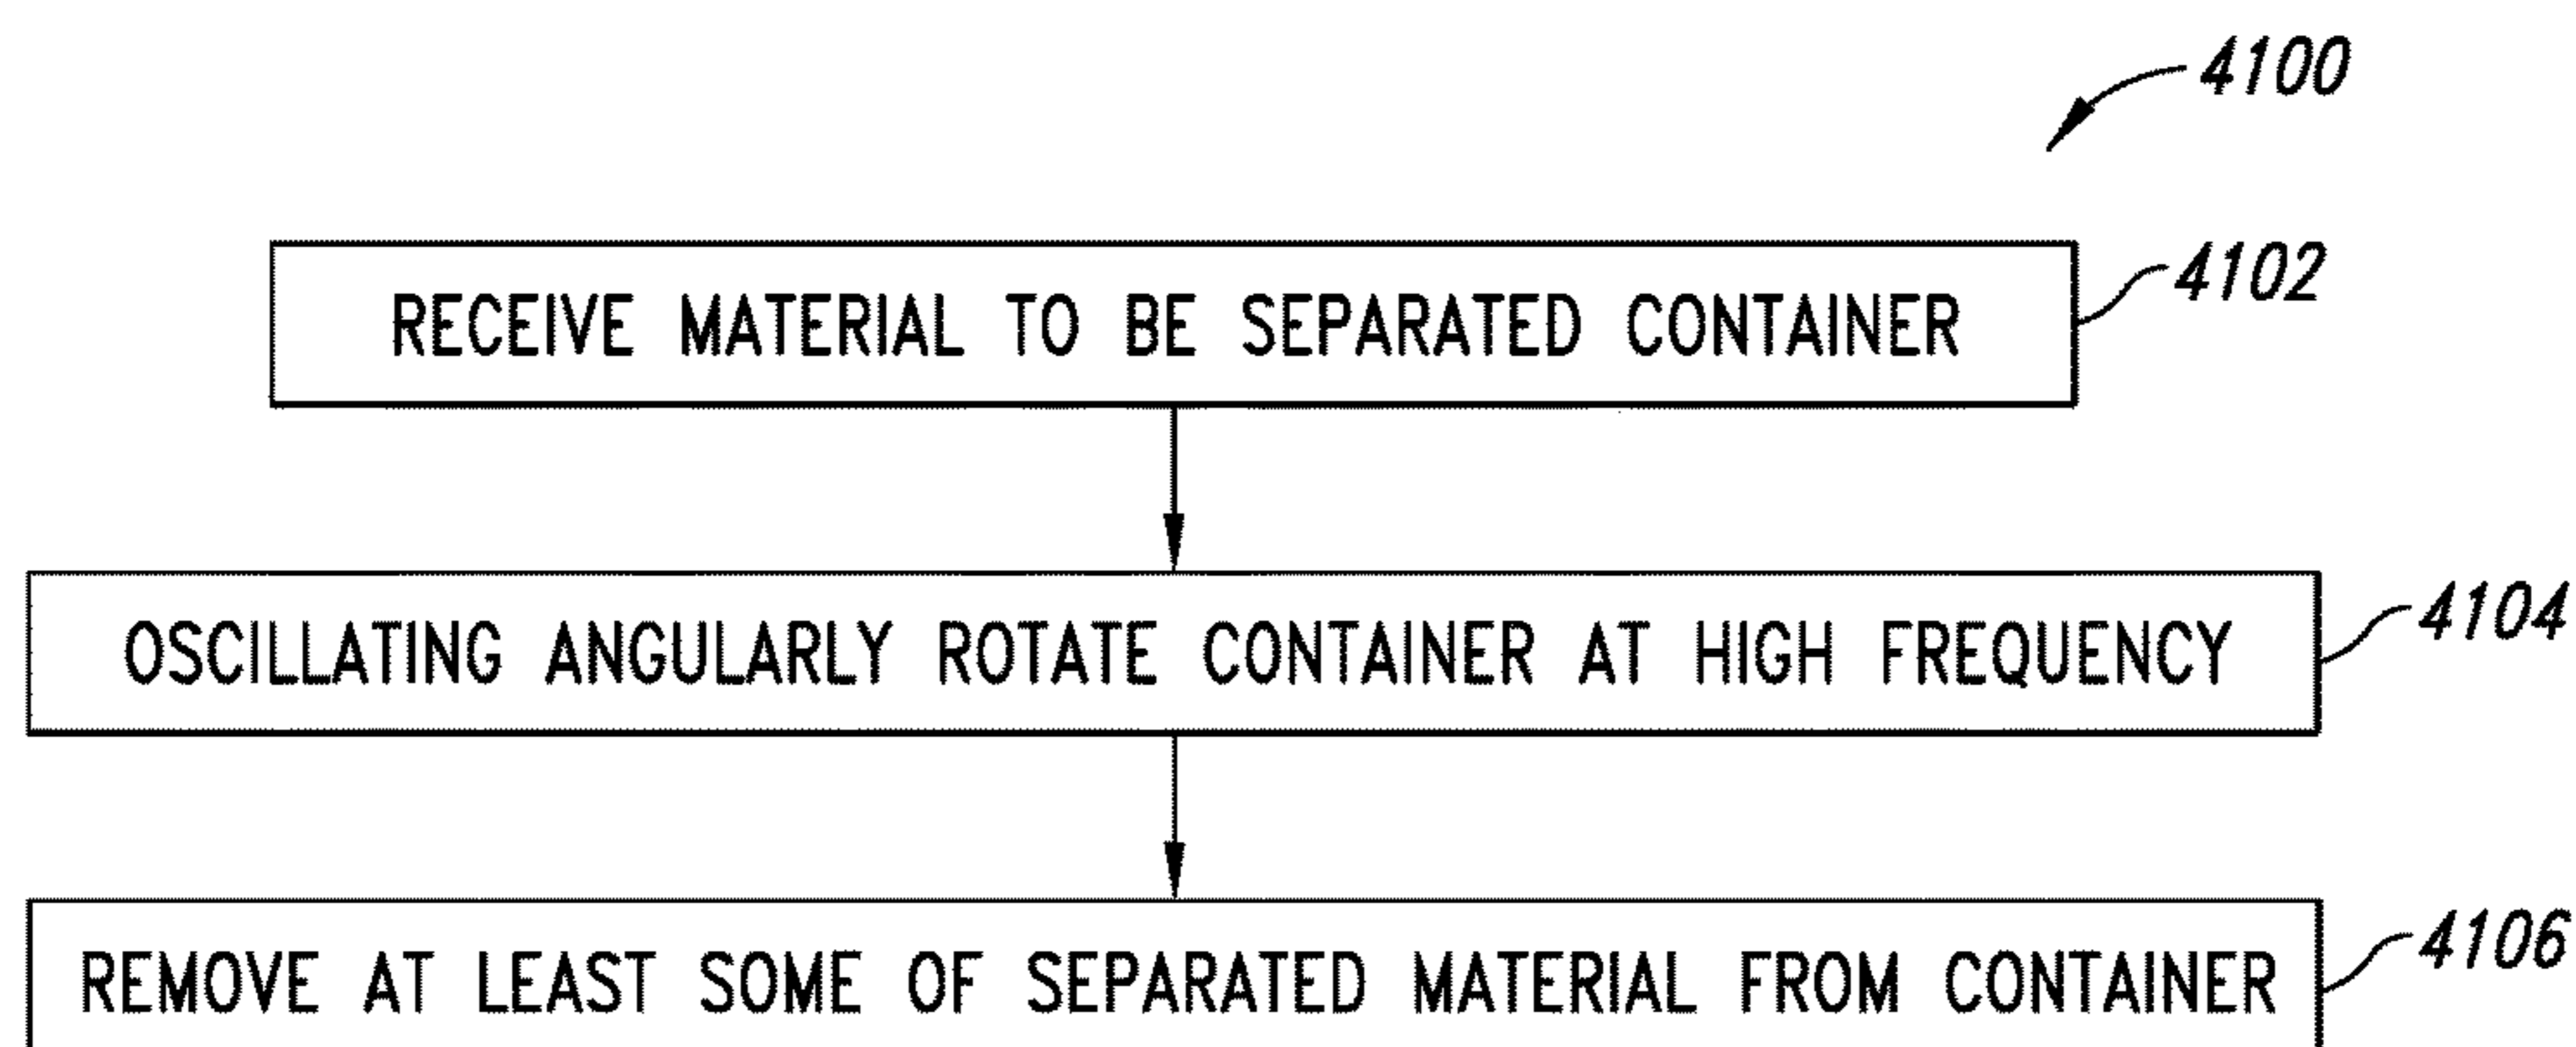 4100
RECEIVE MATERIAL TO BE SEPARATED CONTAINER
4102
OSCILLATING ANGULARLY ROTATE CONTAINER AT HIGH FREQUENCY
4104
REMOVE AT LEAST SOME OF SEPARATED MATERIAL FROM CONTAINER
4106